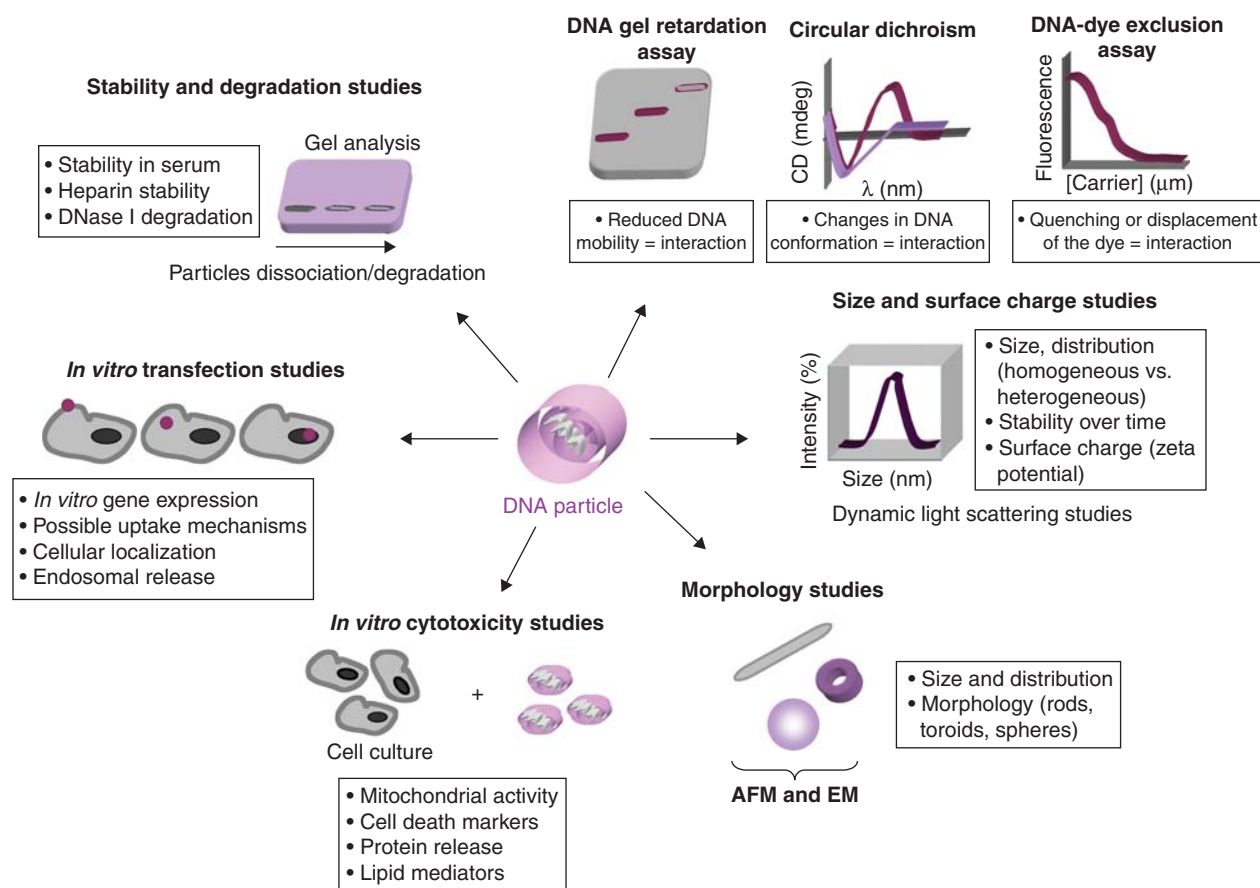 DNA gel retardation
assay
Circular dichroism
DNA-dye exclusion
assay
CD (mdeg)
λ (nm)
Fluorescence
[Carrier] (μm)
• Reduced DNA
mobility = interaction
• Changes in DNA
conformation = interaction
• Quenching or displacement
of the dye = interaction
Stability and degradation studies
• Stability in serum
• Heparin stability
• DNase I degradation
Gel analysis
Particles dissociation/degradation
Size and surface charge studies
Intensity (%)
Size (nm)
• Size, distribution
(homogeneous vs.
heterogeneous)
• Stability over time
• Surface charge (zeta
potential)
Dynamic light scattering studies
In vitro transfection studies
• In vitro gene expression
• Possible uptake mechanisms
• Cellular localization
• Endosomal release
DNA particle
In vitro cytotoxicity studies
+
Cell culture
• Mitochondrial activity
• Cell death markers
• Protein release
• Lipid mediators
Morphology studies
• Size and distribution
• Morphology (rods,
toroids, spheres)
AFM and EM